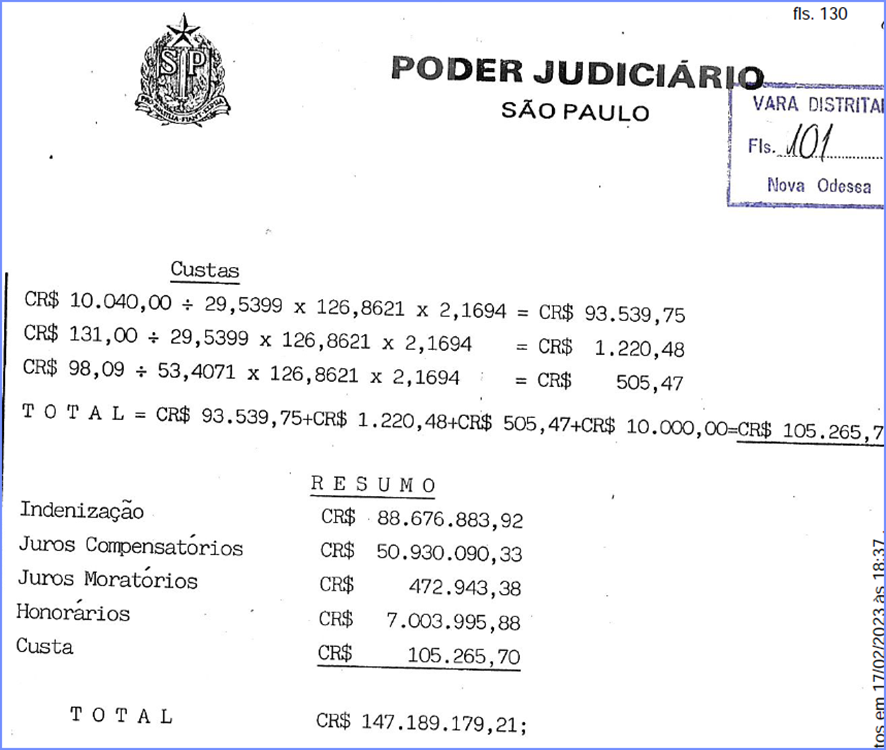 fls. 130
PODER JUDICIÁRIO
SÃO PAULO
VARA DISTRITAL
Fls. 101
Nova Odessa
SP
Custas
CR$ 10.040,00 ÷ 29,5399 x 126,8621 x 2,1694 = CR$ 93.539,75
CR$ 131,00 ÷ 29,5399 x 126,8621 x 2,1694 = CR$ 1.220,48
CR$ 98,09 ÷ 53,4071 x 126,8621 x 2,1694 = CR$ 505,47
T O T A L = CR$ 93.539,75+CR$ 1.220,48+CR$ 505,47+CR$ 10.000,00=CR$ 105.265,7
R E S U M O
Indenização CR$ 88.676.883,92
Juros Compensatórios CR$ 50.930.090,33
Juros Moratórios CR$ 472.943,38
Honorários CR$ 7.003.995,88
Custa CR$ 105.265,70
T O T A L CR$ 147.189.179,21;
tos em 17/02/2023 às 18:37